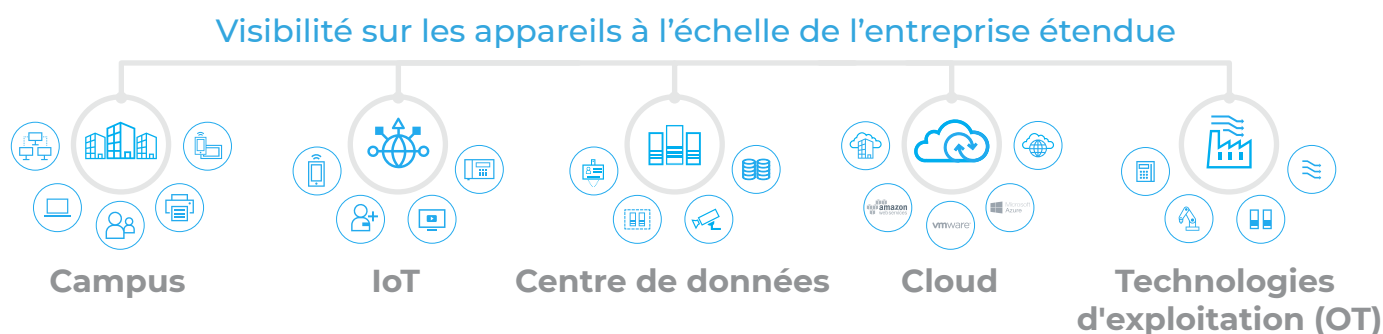 Visibilité sur les appareils à l’échelle de l’entreprise étendue
amazon
webservices
vmware
Microsoft
Azure
Campus
IoT
Centre de données
Cloud
Technologies
d'exploitation (OT)